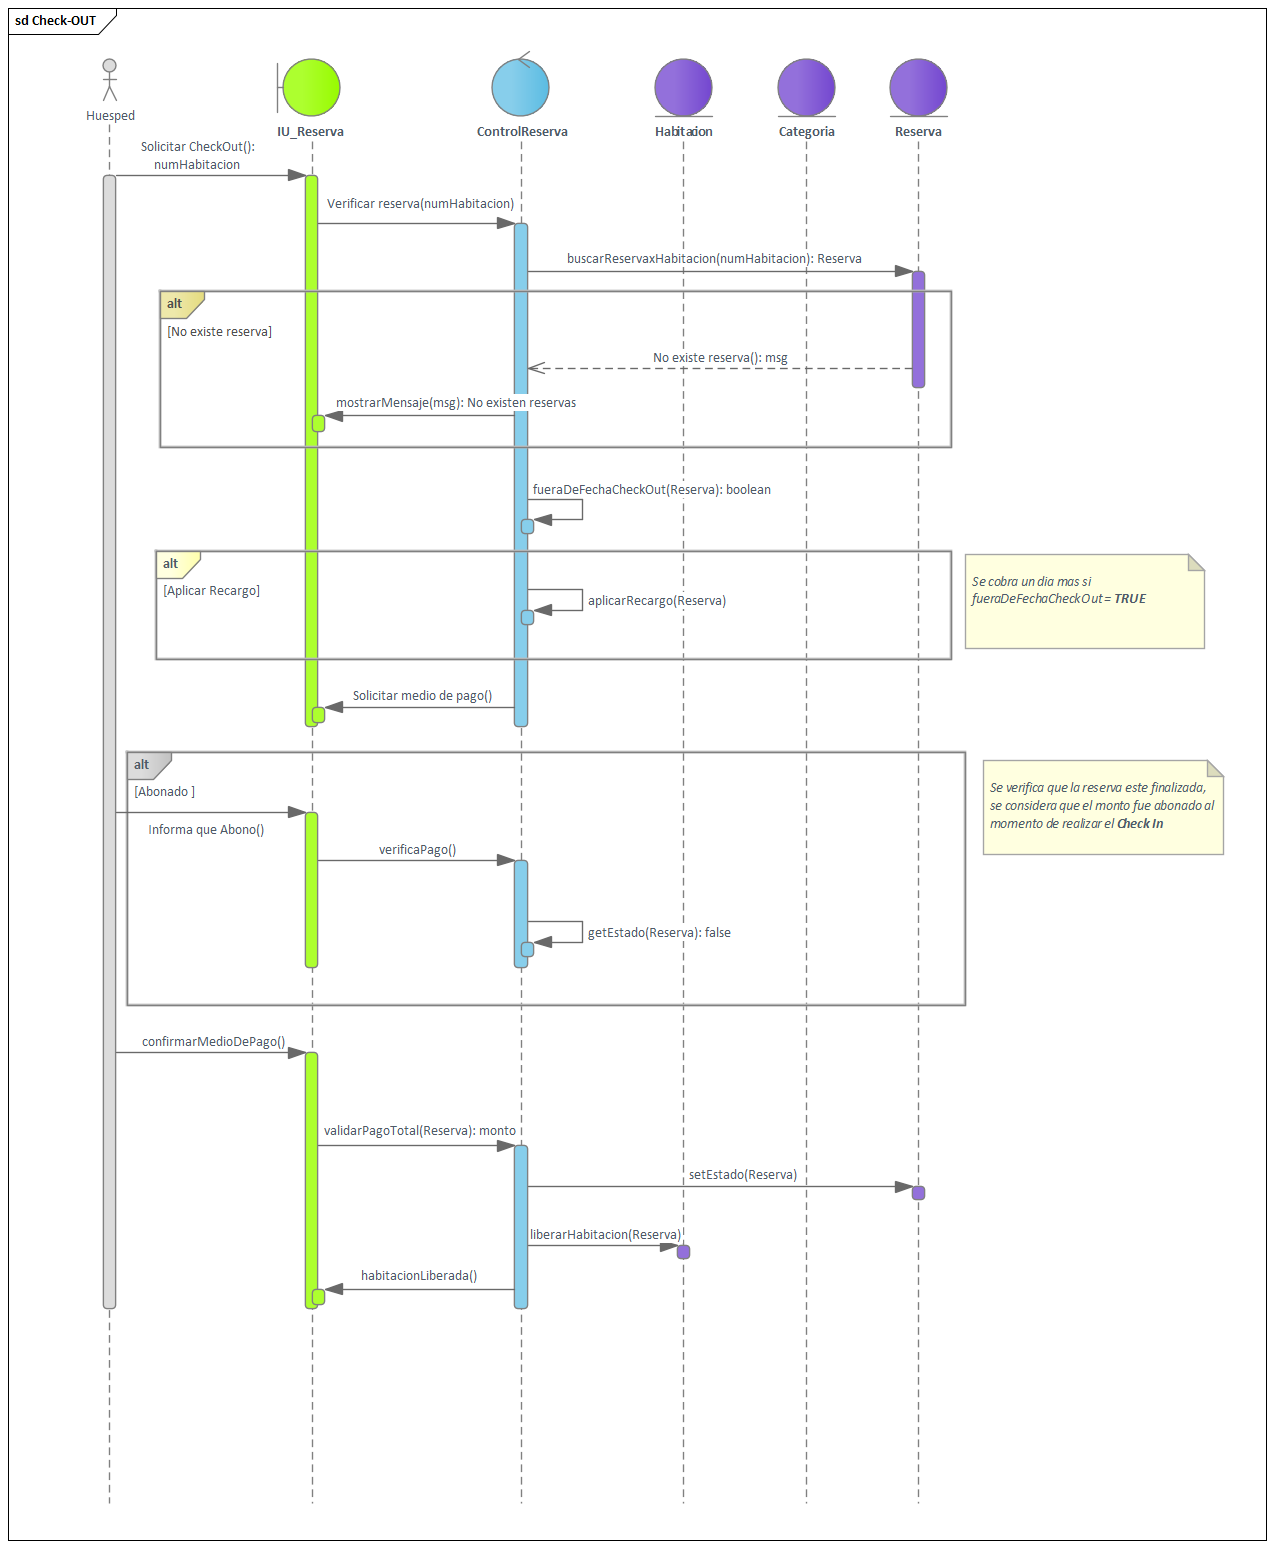 sd Check-OUT
Huesped
IU_Reserva
ControlReserva
Habitacion
Categoria
Reserva
Solicitar CheckOut():
numHabitacion
Verificar reserva(numHabitacion)
buscarReservaxHabitacion(numHabitacion): Reserva
alt
[No existe reserva]
No existe reserva(): msg
mostrarMensaje(msg): No existen reservas
fueraDeFechaCheckOut(Reserva): boolean
alt
[Aplicar Recargo]
aplicarRecargo(Reserva)
Se cobra un dia mas si
fueraDeFechaCheckOut = TRUE
Solicitar medio de pago()
alt
[Abonado ]
Informa que Abono()
verificaPago()
getEstado(Reserva): false
Se verifica que la reserva este finalizada,
se considera que el monto fue abonado al
momento de realizar el Check In
confirmarMedioDePago()
validarPagoTotal(Reserva): monto
setEstado(Reserva)
liberarHabitacion(Reserva)
habitacionLiberada()